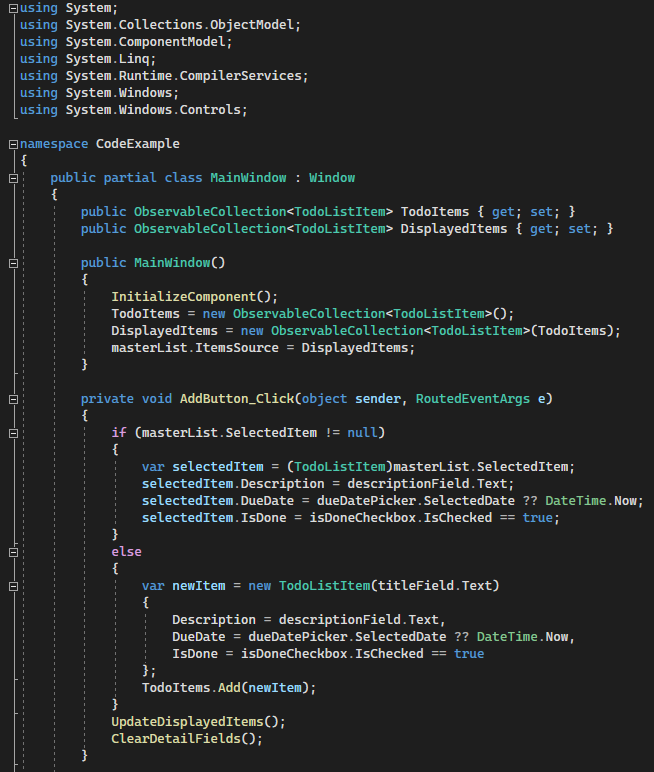 using System;
using System.Collections.ObjectModel;
using System.ComponentModel;
using System.Linq;
using System.Runtime.CompilerServices;
using System.Windows;
using System.Windows.Controls;

namespace CodeExample
{
    public partial class MainWindow : Window
    {
        public ObservableCollection<TodoListItem> TodoItems { get; set; }
        public ObservableCollection<TodoListItem> DisplayedItems { get; set; }

        public MainWindow()
        {
            InitializeComponent();
            TodoItems = new ObservableCollection<TodoListItem>();
            DisplayedItems = new ObservableCollection<TodoListItem>(TodoItems);
            masterList.ItemsSource = DisplayedItems;
        }

        private void AddButton_Click(object sender, RoutedEventArgs e)
        {
            if (masterList.SelectedItem != null)
            {
                var selectedItem = (TodoListItem)masterList.SelectedItem;
                selectedItem.Description = descriptionField.Text;
                selectedItem.DueDate = dueDatePicker.SelectedDate ?? DateTime.Now;
                selectedItem.IsDone = isDoneCheckbox.IsChecked == true;
            }
            else
            {
                var newItem = new TodoListItem(titleField.Text)
                {
                    Description = descriptionField.Text,
                    DueDate = dueDatePicker.SelectedDate ?? DateTime.Now,
                    IsDone = isDoneCheckbox.IsChecked == true
                };
                TodoItems.Add(newItem);
            }
            UpdateDisplayedItems();
            ClearDetailFields();
        }